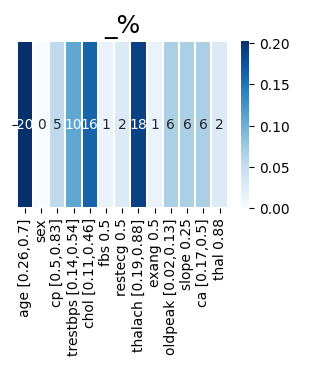 _%
20 0 5 10 16 1 2 18 1 6 6 6 2
0.20
0.15
0.10
0.05
0.00
age [0.26,0.7]
sex
cp [0.5,0.83]
trestbps [0.14,0.54]
chol [0.11,0.46]
fbs 0.5
restecg 0.5
thalach [0.19,0.88]
exang 0.5
oldpeak [0.02,0.13]
slope 0.25
ca [0.17,0.5]
thal 0.88